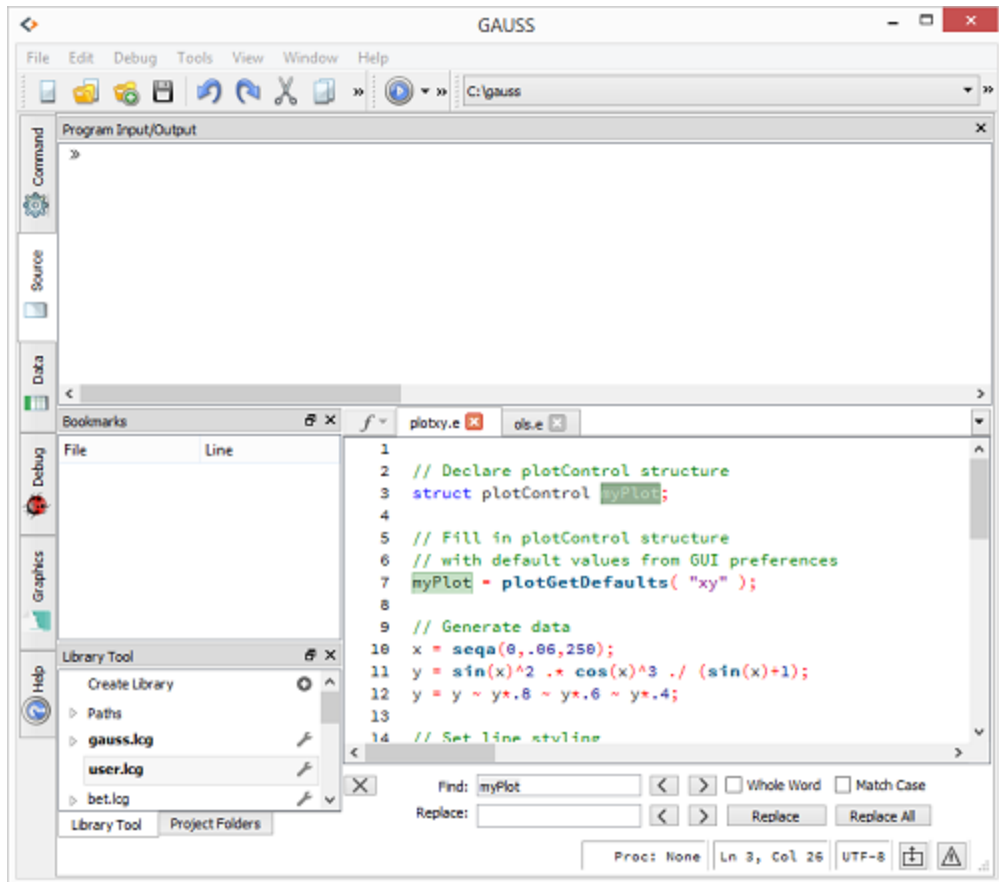 GAUSS
File Edit Debug Tools View Window Help
C:\gauss
Command
Source
Data
Debug
Graphics
Help
Program Input/Output
»
Bookmarks
File Line
Library Tool
Create Library
Paths
gauss.lcg
user.lcg
bet.lcg
Library Tool Project Folders
f plotxy.e ols.e
1
2 // Declare plotControl structure
3 struct plotControl myPlot;
4
5 // Fill in plotControl structure
6 // with default values from GUI preferences
7 myPlot = plotGetDefaults( "xy" );
8
9 // Generate data
10 x = seqa(0,.06,250);
11 y = sin(x)^2 .* cos(x)^3 ./ (sin(x)+1);
12 y = y ~ y*.8 ~ y*.6 ~ y*.4;
13
14 // Set line styling
Find: myPlot Whole Word Match Case
Replace: Replace Replace All
Proc: None Ln 3, Col 26 UTF-8